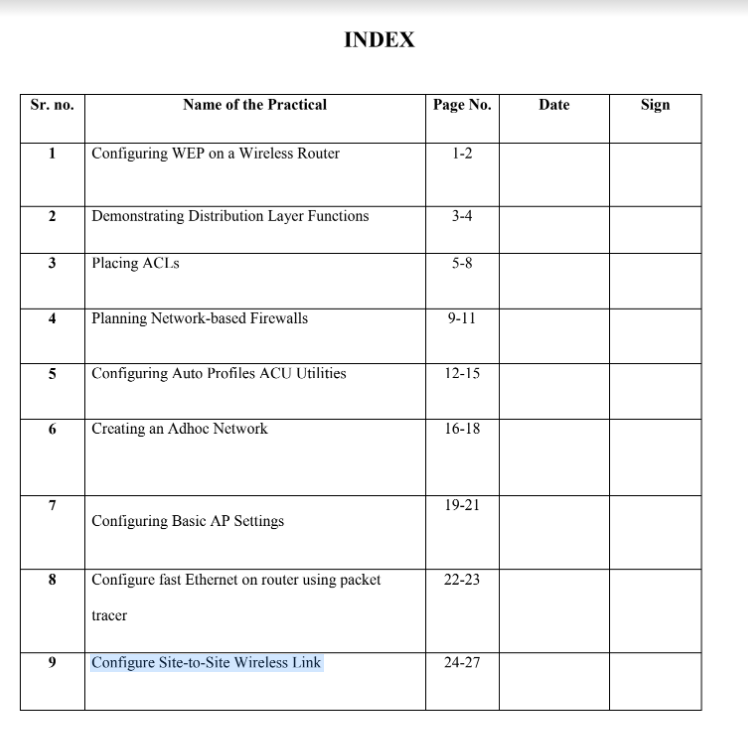 INDEX
Sr. no. Name of the Practical Page No. Date Sign
1 Configuring WEP on a Wireless Router 1-2
2 Demonstrating Distribution Layer Functions 3-4
3 Placing ACLs 5-8
4 Planning Network-based Firewalls 9-11
5 Configuring Auto Profiles ACU Utilities 12-15
6 Creating an Adhoc Network 16-18
7 19-21
Configuring Basic AP Settings
8 Configure fast Ethernet on router using packet 22-23
tracer
9 Configure Site-to-Site Wireless Link 24-27